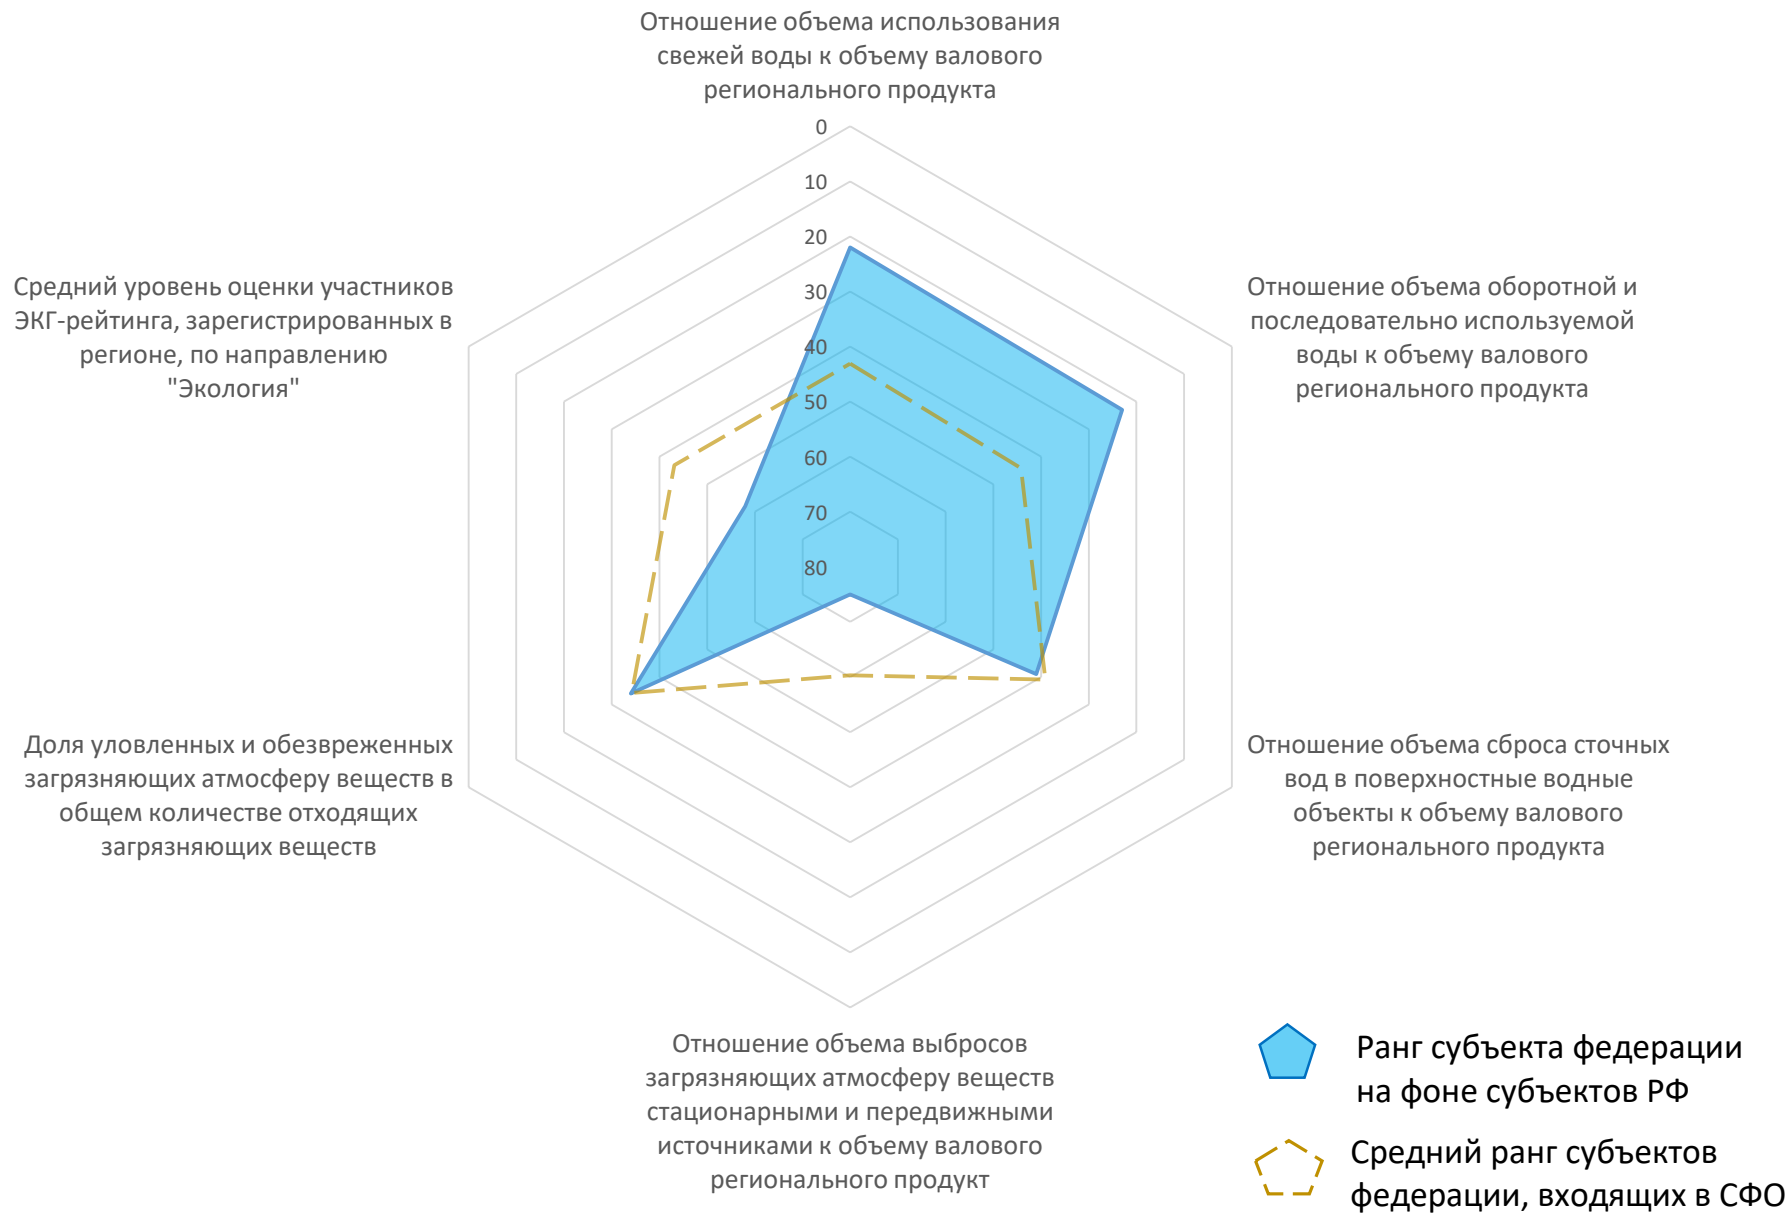 Отношение объема использования
свежей воды к объему валового
регионального продукта
0
10
20
30
40
50
60
70
80
Средний уровень оценки участников
ЭКГ-рейтинга, зарегистрированных в
регионе, по направлению
"Экология"
Отношение объема оборотной и
последовательно используемой
воды к объему валового
регионального продукта
Доля уловленных и обезвреженных
загрязняющих атмосферу веществ в
общем количестве отходящих
загрязняющих веществ
Отношение объема сброса сточных
вод в поверхностные водные
объекты к объему валового
регионального продукта
Отношение объема выбросов
загрязняющих атмосферу веществ
стационарными и передвижными
источниками к объему валового
регионального продукт
Ранг субъекта федерации
на фоне субъектов РФ
Средний ранг субъектов
федерации, входящих в СФО